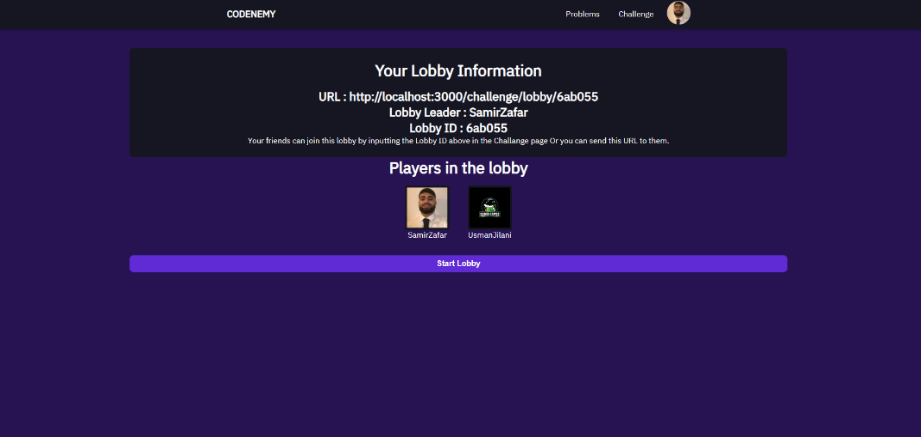 CODENEMY
Problems Challenge
Your Lobby Information
URL : http://localhost:3000/challenge/lobby/6ab055
Lobby Leader : SamirZafar
Lobby ID : 6ab055
Your friends can join this lobby by inputting the Lobby ID above in the Challange page Or you can send this URL to them.
Players in the lobby
SamirZafar UsmanJilani
Start Lobby